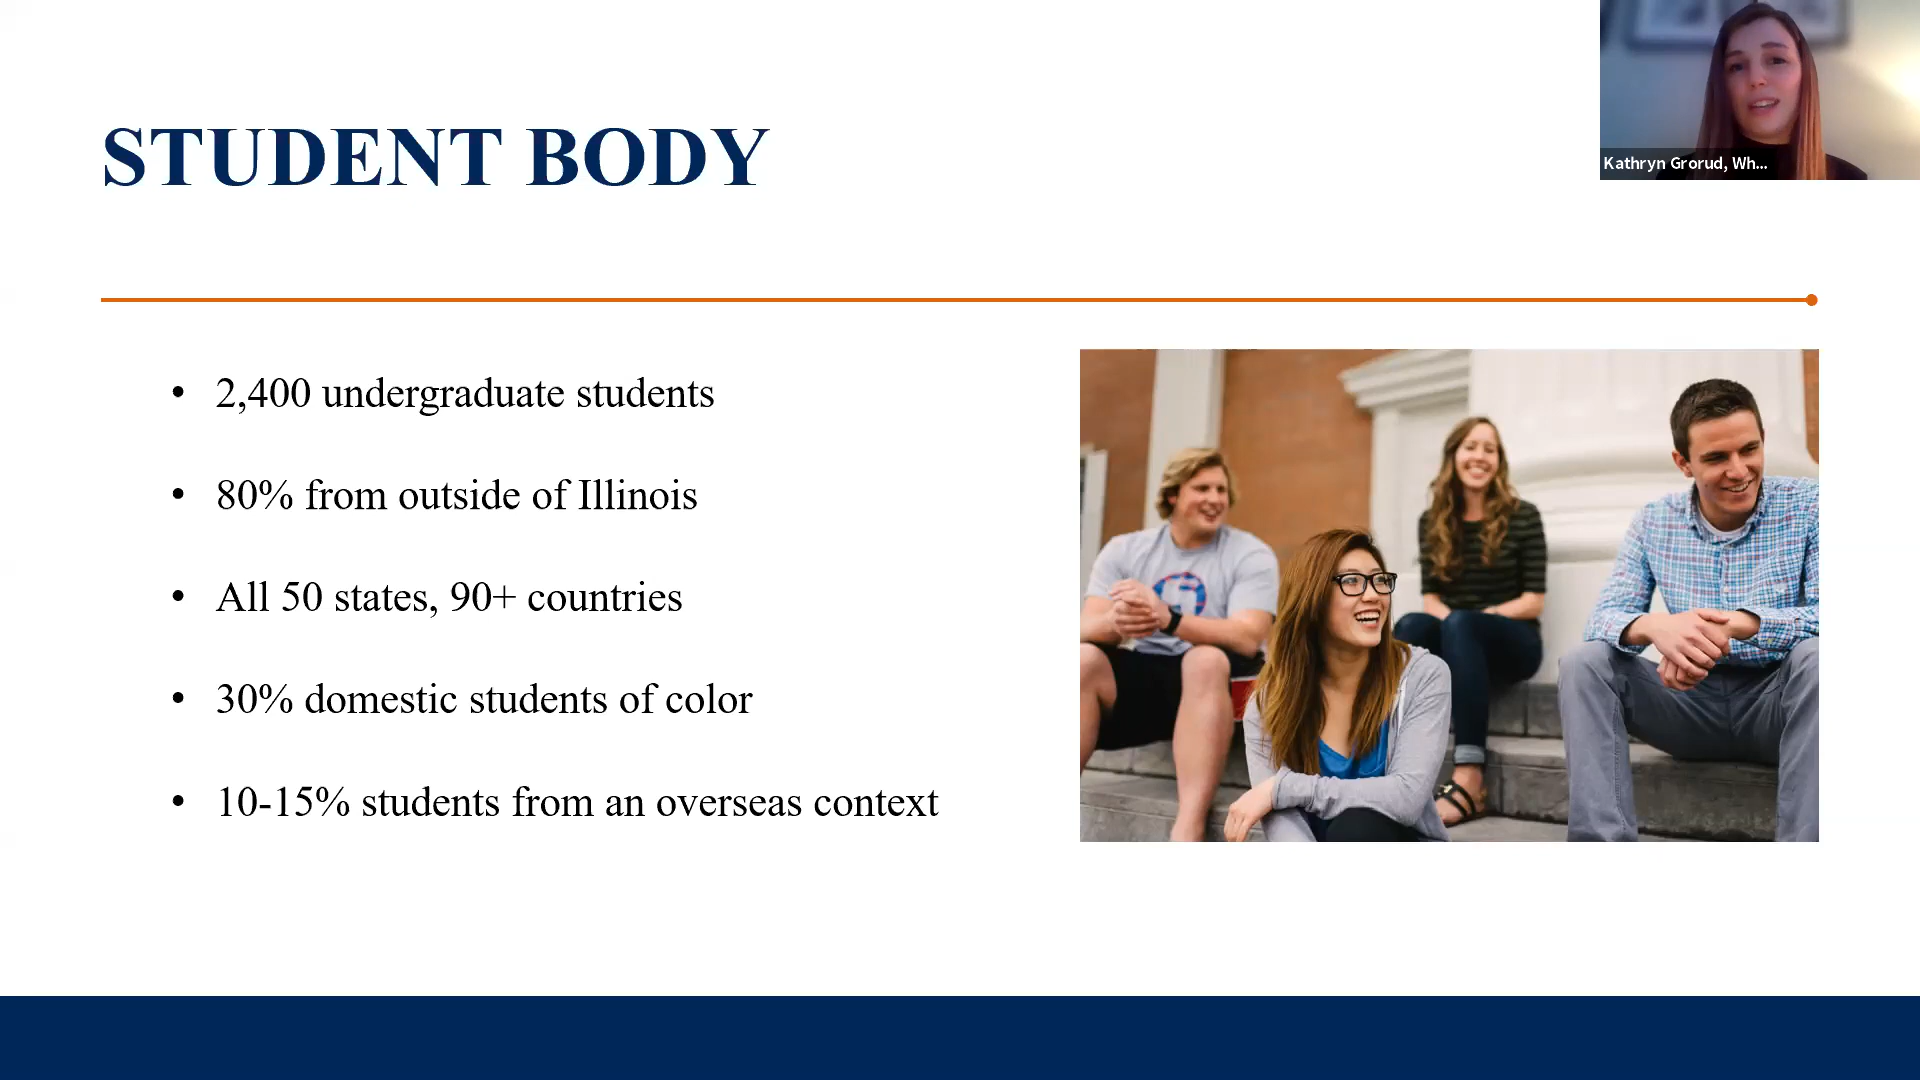 STUDENT BODY
Kathryn Grorud, Wh...
• 2,400 undergraduate students
• 80% from outside of Illinois
• All 50 states, 90+ countries
• 30% domestic students of color
• 10-15% students from an overseas context